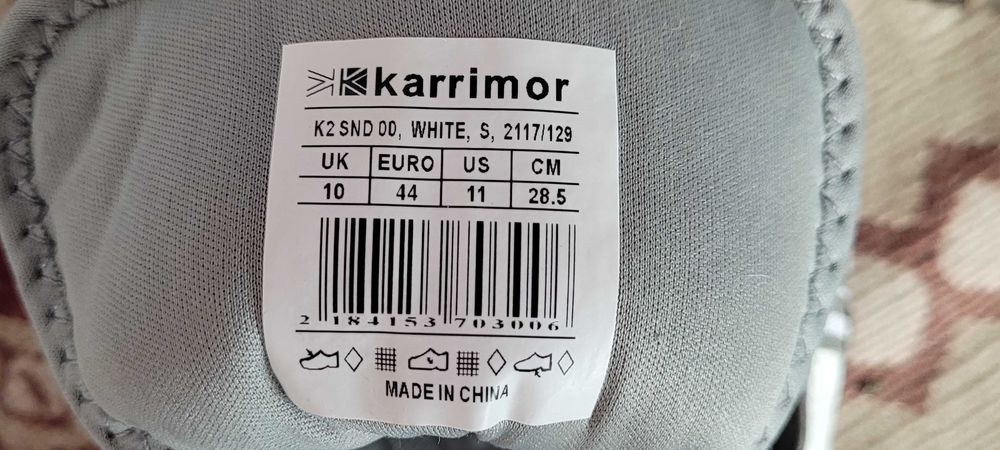 karrimor
K2 SND 00, WHITE, S, 2117/129
UK EURO US CM
10 44 11 28.5
2 184153 703006
MADE IN CHINA